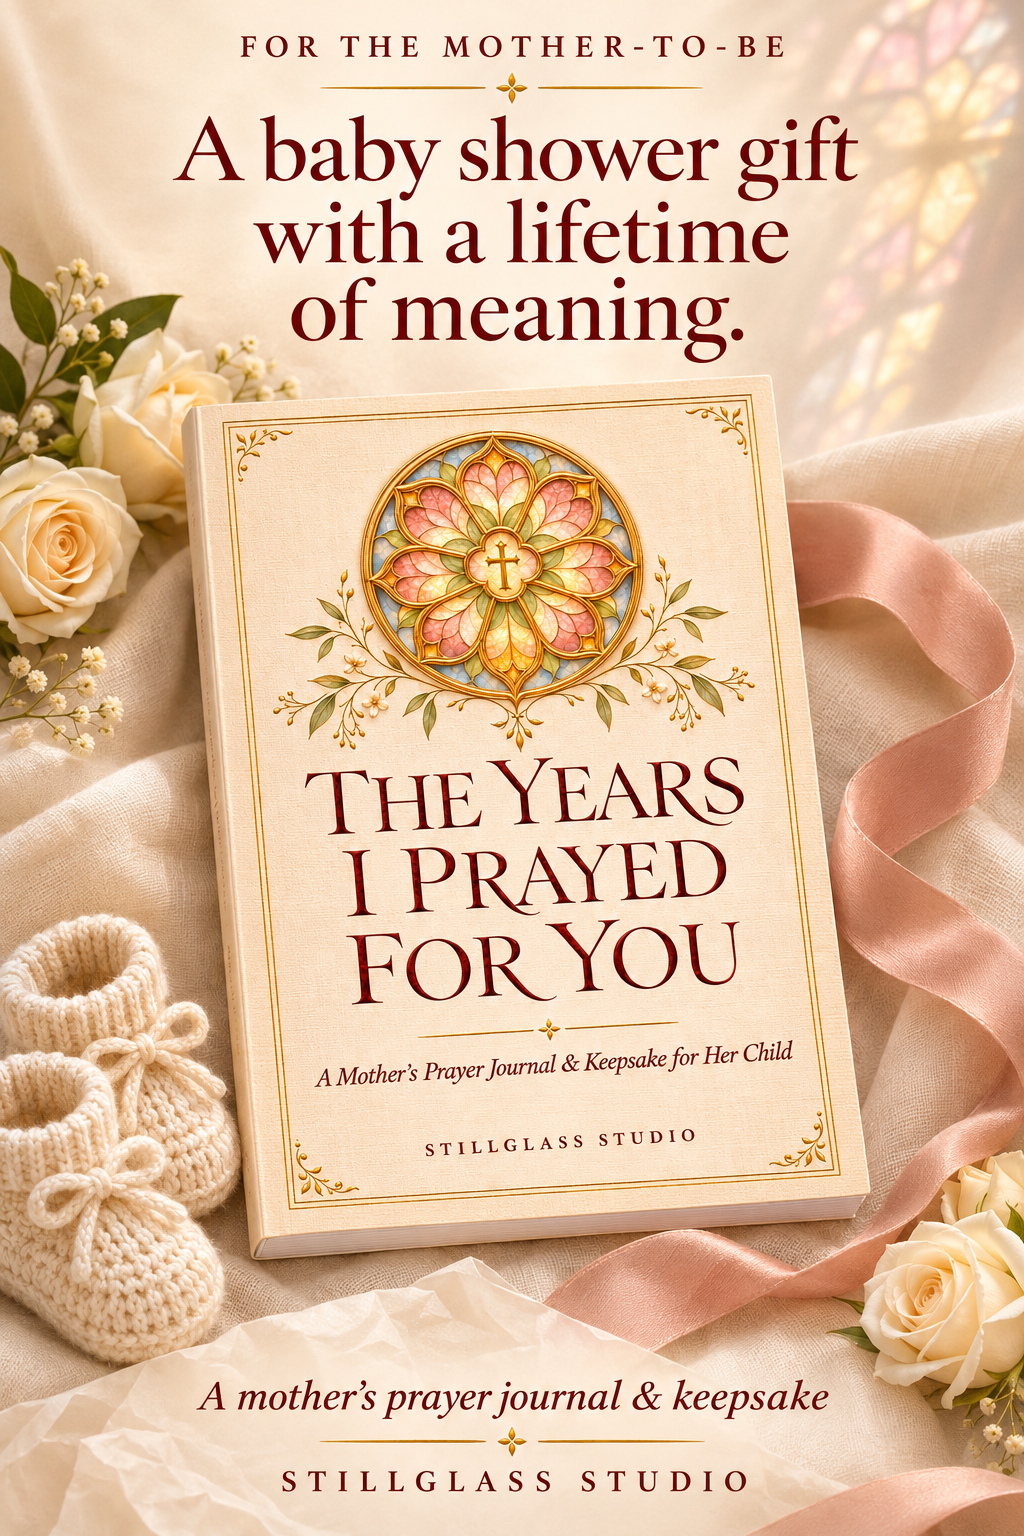 FOR THE MOTHER-TO-BE
A baby shower gift
with a lifetime
of meaning.
THE YEARS
I PRAYED
FOR YOU
A Mother's Prayer Journal & Keepsake for Her Child
STILLGLASS STUDIO
A mother's prayer journal & keepsake
STILLGLASS STUDIO